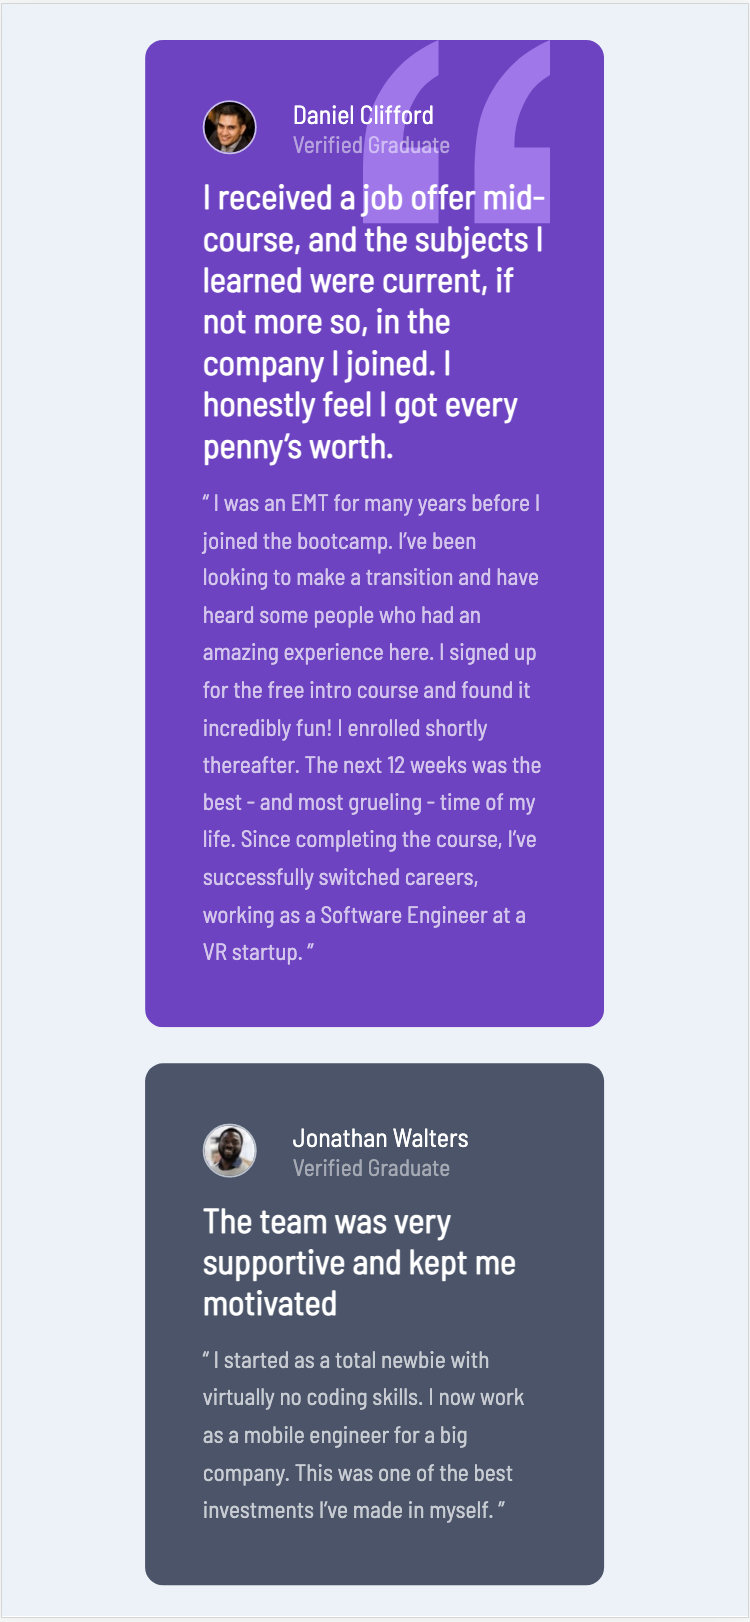 Daniel Clifford
Verified Graduate
I received a job offer mid-
course, and the subjects I
learned were current, if
not more so, in the
company I joined. I
honestly feel I got every
penny’s worth.
“ I was an EMT for many years before I
joined the bootcamp. I’ve been
looking to make a transition and have
heard some people who had an
amazing experience here. I signed up
for the free intro course and found it
incredibly fun! I enrolled shortly
thereafter. The next 12 weeks was the
best - and most grueling - time of my
life. Since completing the course, I’ve
successfully switched careers,
working as a Software Engineer at a
VR startup. ”
Jonathan Walters
Verified Graduate
The team was very
supportive and kept me
motivated
“ I started as a total newbie with
virtually no coding skills. I now work
as a mobile engineer for a big
company. This was one of the best
investments I’ve made in myself. ”